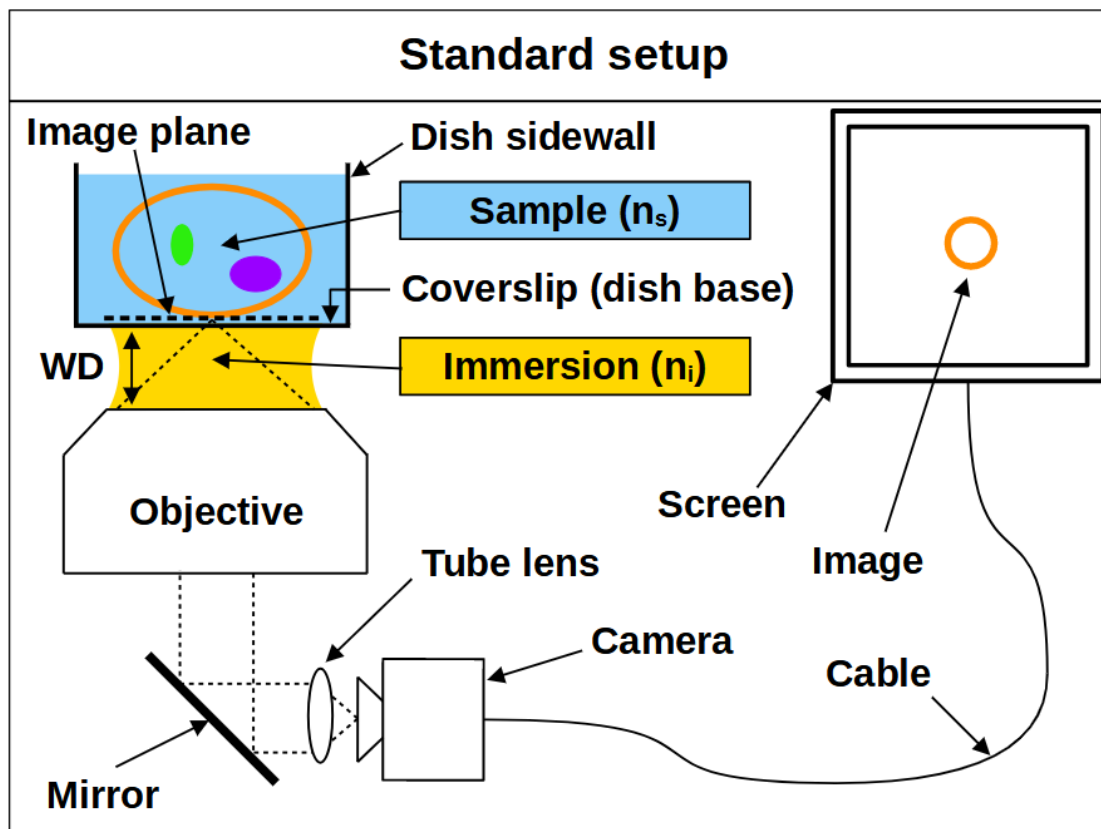 Standard setup
Image plane
Dish sidewall
Sample (nₛ)
Coverslip (dish base)
WD
Immersion (nᵢ)
Objective
Screen
Image
Tube lens
Camera
Cable
Mirror